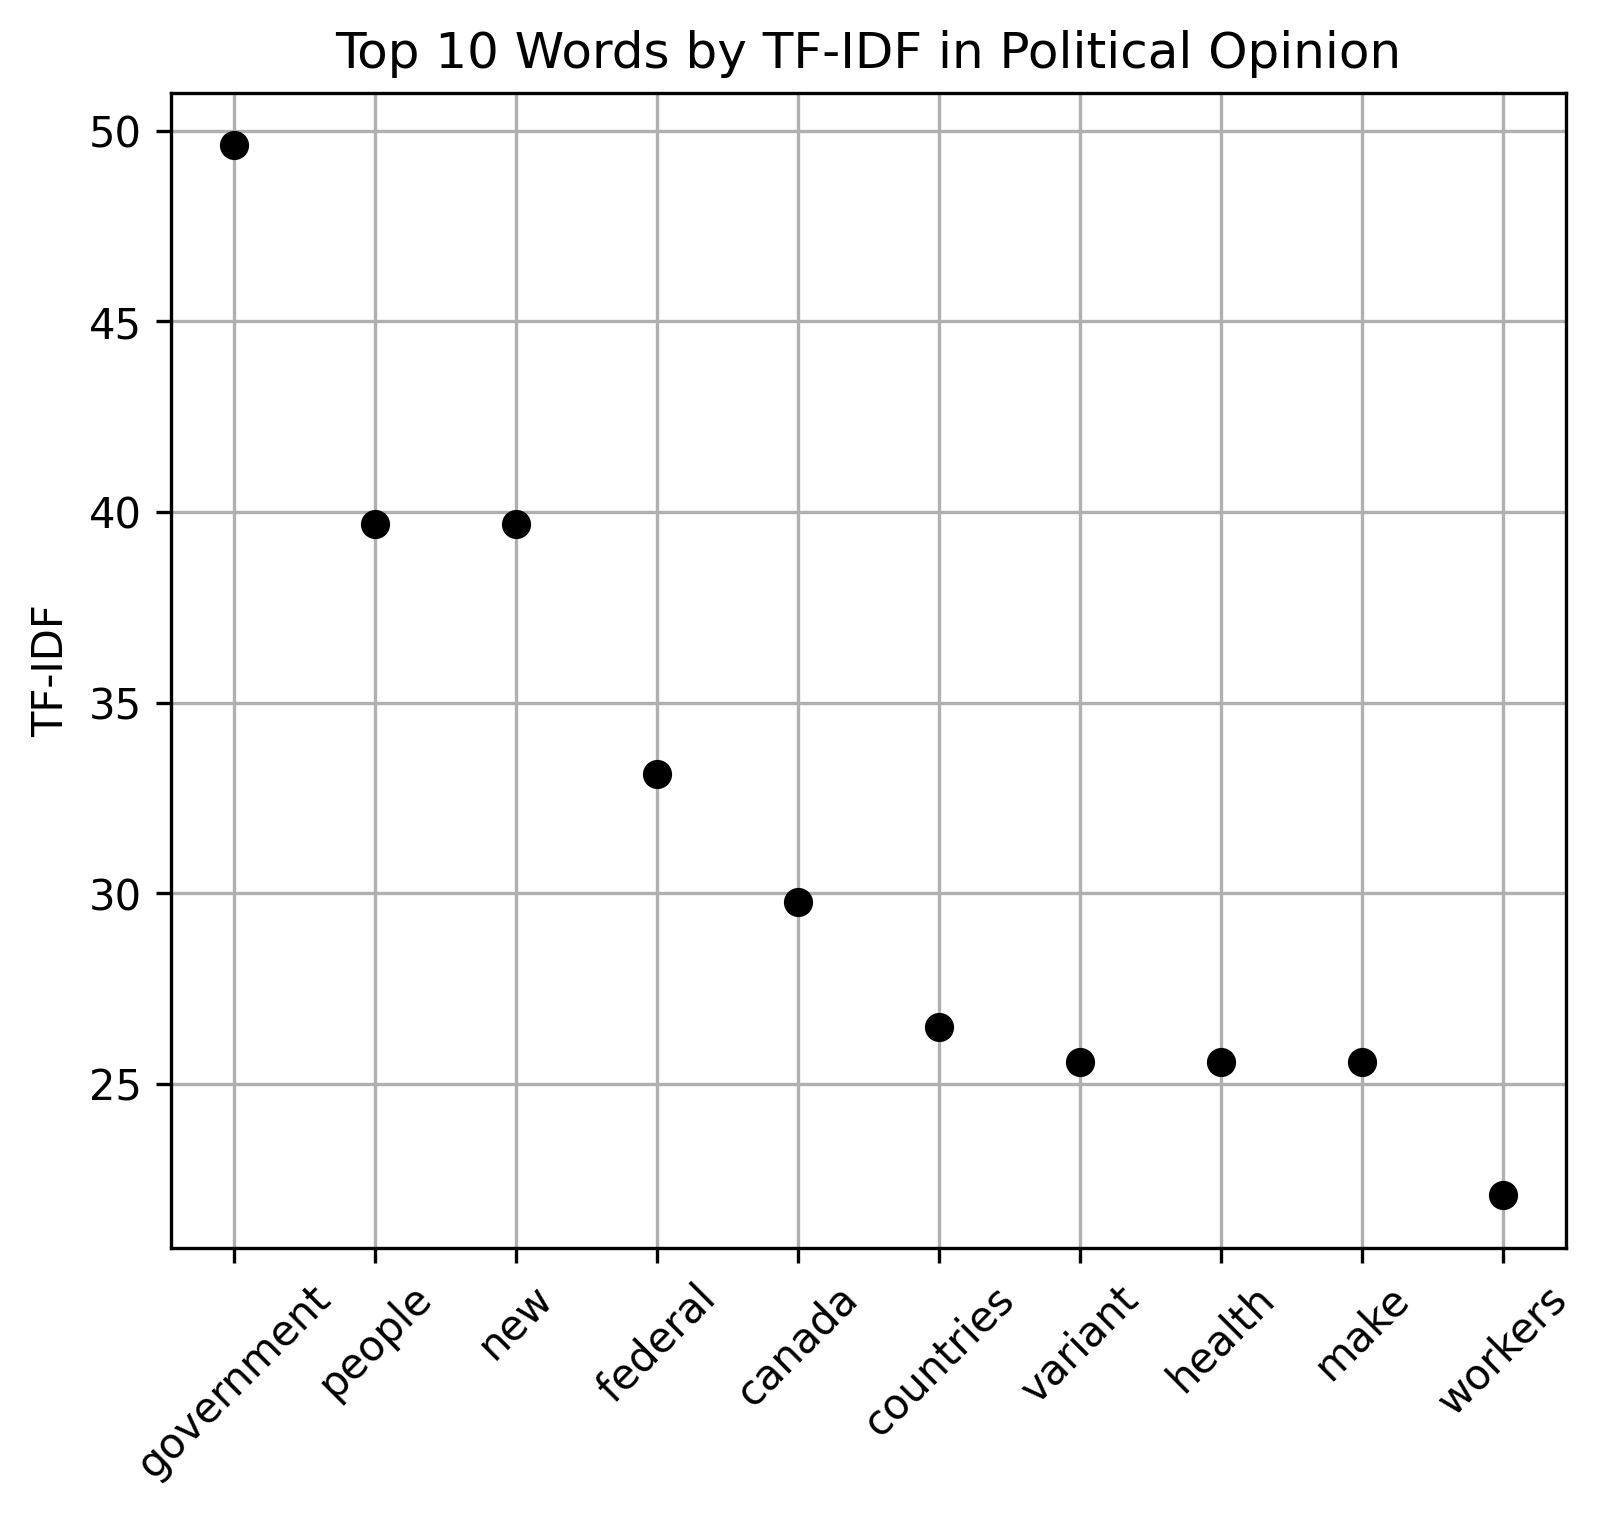 Top 10 Words by TF-IDF in Political Opinion
TF-IDF
50
45
40
35
30
25
government
people
new
federal
canada
countries
variant
health
make
workers